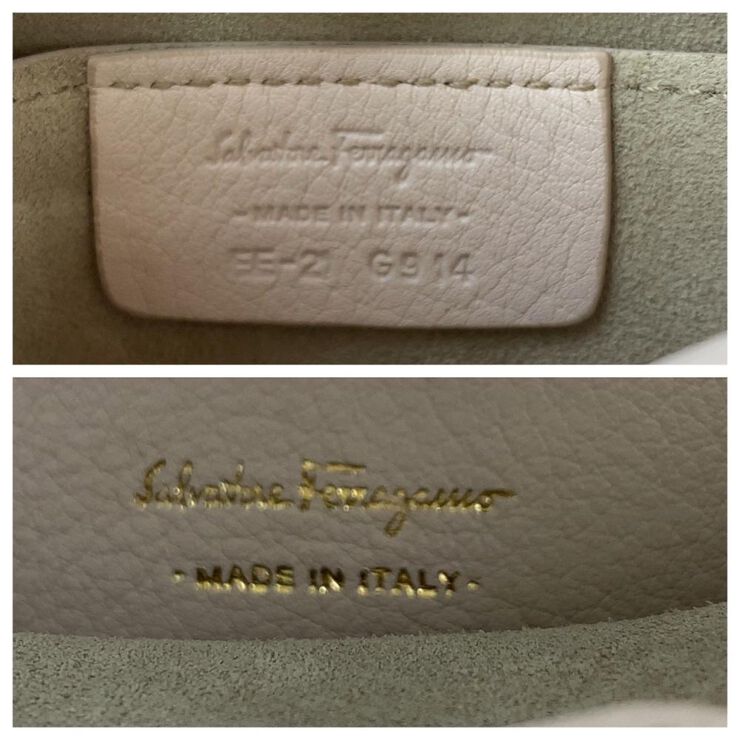 Salvatore Ferragamo
-MADE IN ITALY-
EE-21 G914
Salvatore Ferragamo
-MADE IN ITALY-